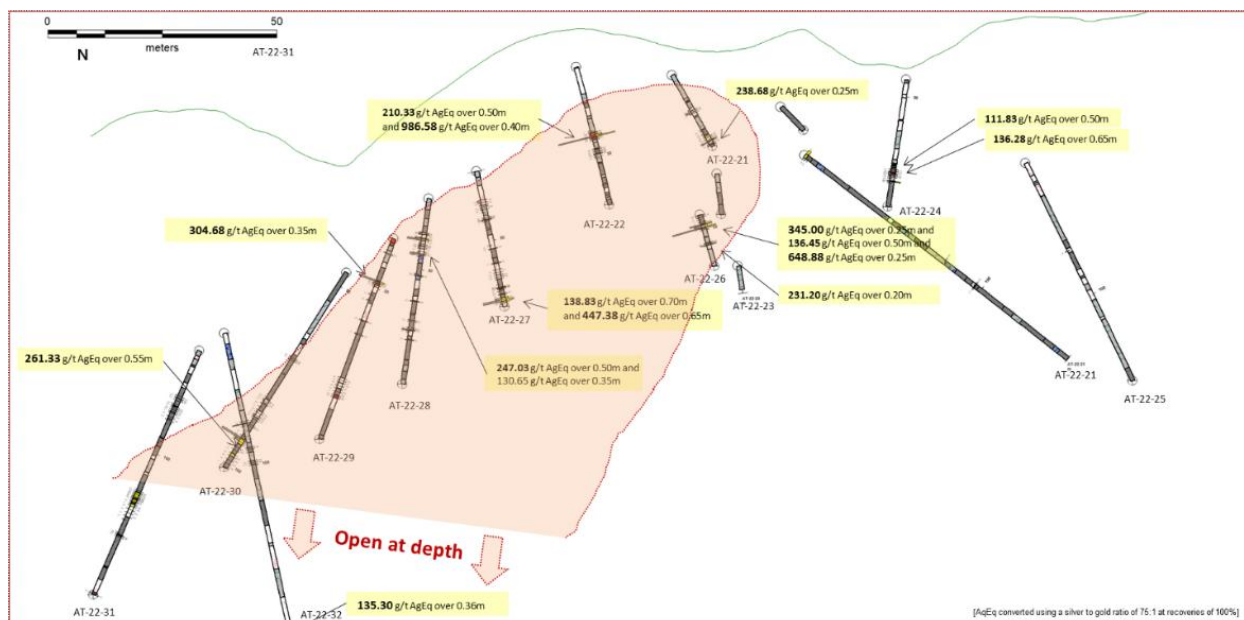 0
50
meters
N
AT-22-31
238.68 g/t AgEq over 0.25m
210.33 g/t AgEq over 0.50m
and 986.58 g/t AgEq over 0.40m
111.83 g/t AgEq over 0.50m
136.28 g/t AgEq over 0.65m
AT-22-21
AT-22-22
AT-22-24
304.68 g/t AgEq over 0.35m
345.00 g/t AgEq over 0.25m and
136.45 g/t AgEq over 0.50m and
648.88 g/t AgEq over 0.25m
AT-22-26
231.20 g/t AgEq over 0.20m
AT-22-23
138.83 g/t AgEq over 0.70m
and 447.38 g/t AgEq over 0.65m
AT-22-27
261.33 g/t AgEq over 0.55m
247.03 g/t AgEq over 0.50m and
130.65 g/t AgEq over 0.35m
AT-22-21
AT-22-25
AT-22-28
AT-22-29
AT-22-30
Open at depth
AT-22-31
AT-22-32
135.30 g/t AgEq over 0.36m
[AgEq converted using a silver to gold ratio of 75:1 at recoveries of 100%]